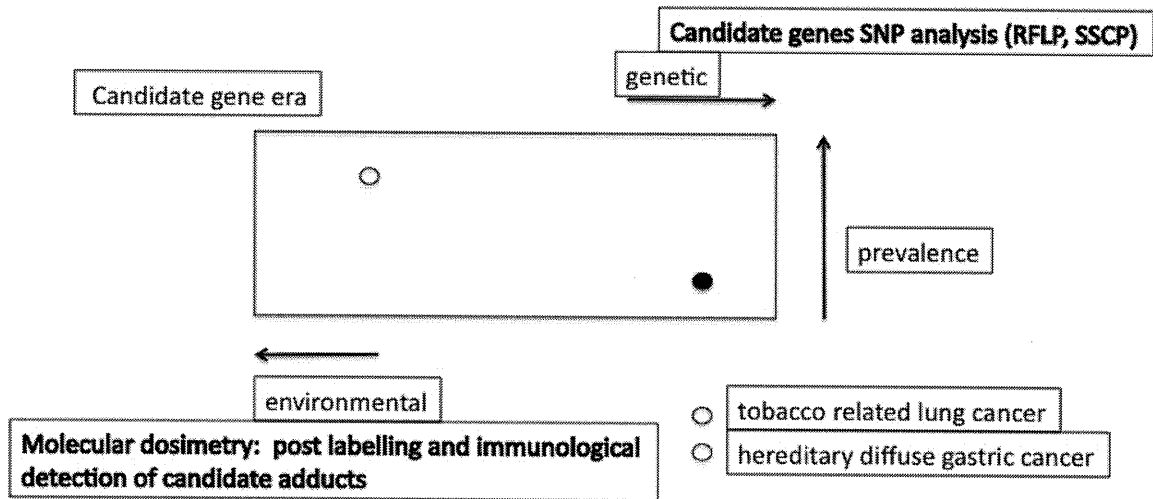 Candidate genes SNP analysis (RFLP, SSCP)
genetic
Candidate gene era
prevalence
environmental
Molecular dosimetry: post labelling and immunological
detection of candidate adducts
tobacco related lung cancer
hereditary diffuse gastric cancer